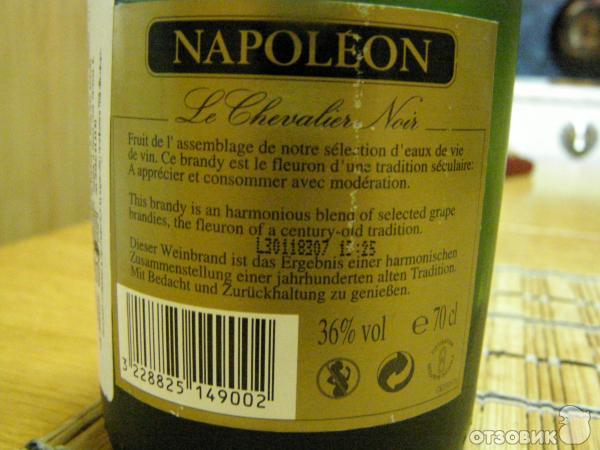 NAPOLÉON
Le Chevalier Noir
Fruit de l' assemblage de notre sélection d'eaux de vie
de vin. Ce brandy est le fleuron d'une tradition séculaire:
A apprécier et consommer avec modération.
This brandy is an harmonious blend of selected grape
brandies, the fleuron of a century-old tradition.
L30118307 15:25
Dieser Weinbrand ist das Ergebnis einer harmonischen
Zusammenstellung einer jahrhunderten alten Tradition.
Mit Bedacht und Zurückhaltung zu genießen.
36% vol e 70 cl
3 228825 149002
ОТЗОВИК